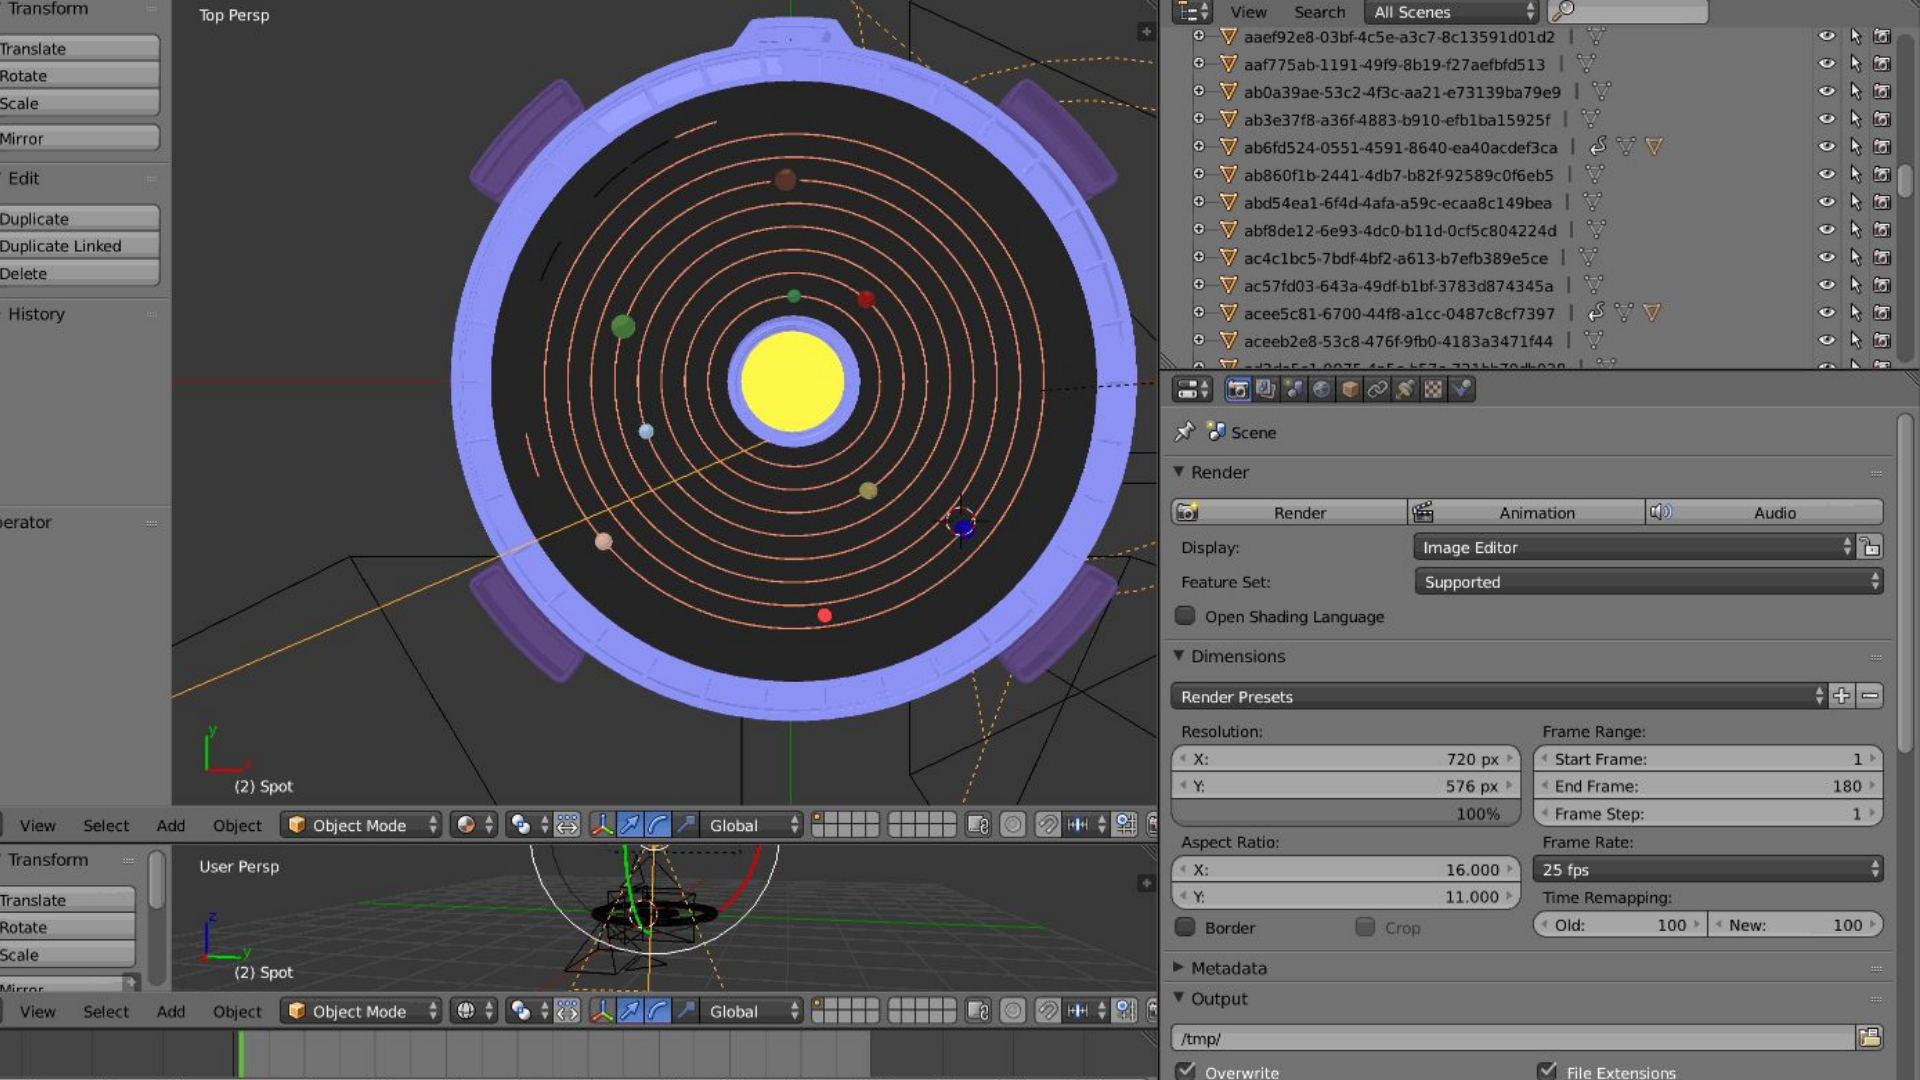 Transform
Translate
Rotate
Scale
Mirror
Edit
Duplicate
Duplicate Linked
Delete
History
erator
Top Persp
y
(2) Spot
View Select Add Object Object Mode Global
Transform
Translate
Rotate
Scale
Mirror
User Persp
z
y
(2) Spot
View Select Add Object Object Mode Global
View Search All Scenes
aaef92e8-03bf-4c5e-a3c7-8c13591d01d2
aaf775ab-1191-49f9-8b19-f27aefbfd513
ab0a39ae-53c2-4f3c-aa21-e73139ba79e9
ab3e37f8-a36f-4883-b910-efb1ba15925f
ab6fd524-0551-4591-8640-ea40acdef3ca
ab860f1b-2441-4db7-b82f-92589c0f6eb5
abd54ea1-6f4d-4afa-a59c-ecaa8c149bea
abf8de12-6e93-4dc0-b11d-0cf5c804224d
ac4c1bc5-7bdf-4bf2-a613-b7efb389e5ce
ac57fd03-643a-49df-b1bf-3783d874345a
acee5c81-6700-44f8-a1cc-0487c8cf7397
aceeb2e8-53c8-476f-9fb0-4183a3471f44
Scene
Render
Render Animation Audio
Display: Image Editor
Feature Set: Supported
Open Shading Language
Dimensions
Render Presets
Resolution: Frame Range:
X: 720 px Start Frame: 1
Y: 576 px End Frame: 180
100% Frame Step: 1
Aspect Ratio: Frame Rate:
X: 16.000 25 fps
Y: 11.000 Time Remapping:
Border Crop Old: 100 New: 100
Metadata
Output
/tmp/
Overwrite File Extensions